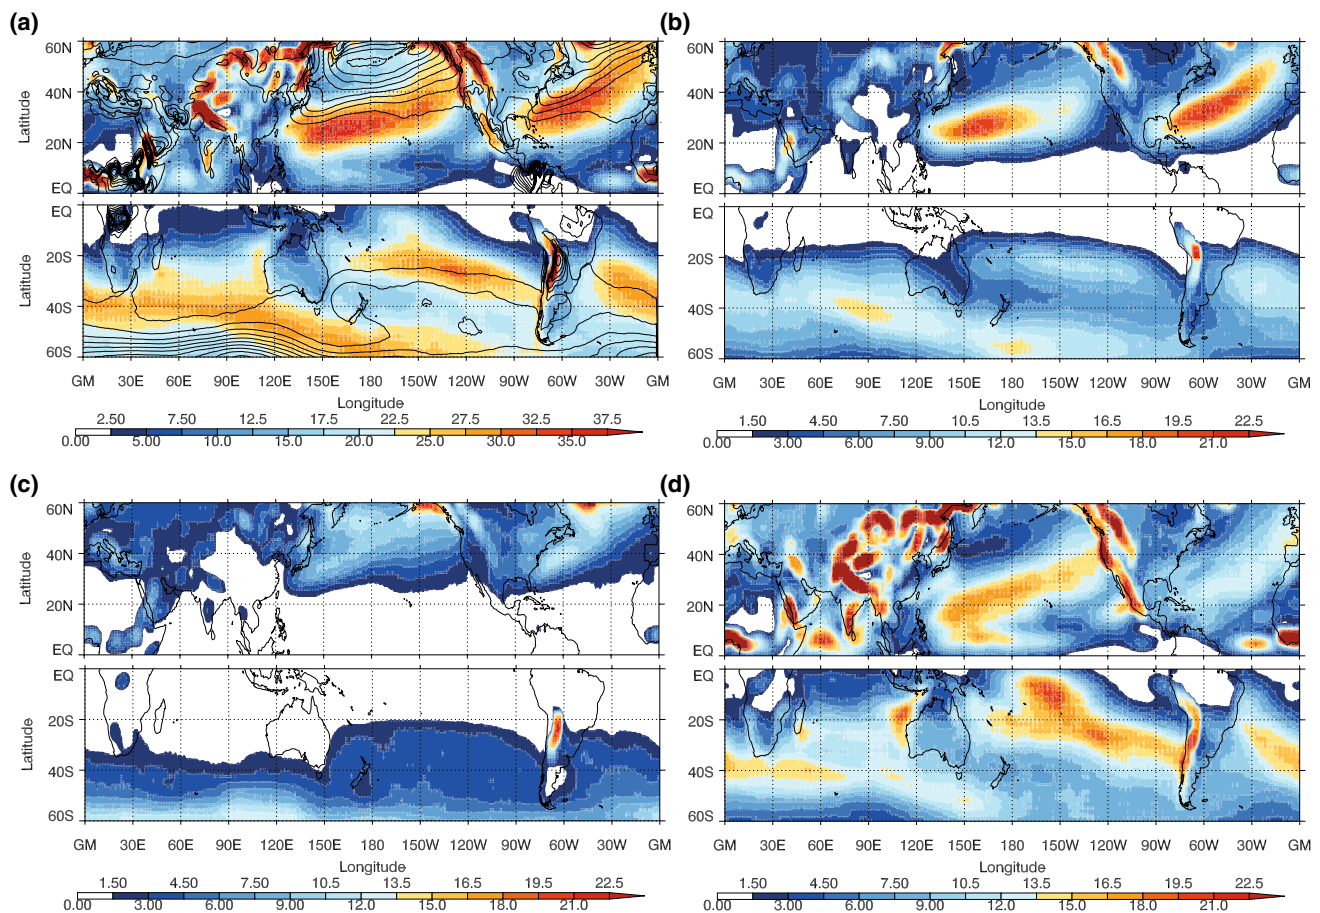 (a)
60N
40N
20N
EQ
Latitude
EQ
20S
40S
60S
Latitude
GM 30E 60E 90E 120E 150E 180 150W 120W 90W 60W 30W GM
Longitude
2.50 7.50 12.5 17.5 22.5 27.5 32.5 37.5
0.00 5.00 10.0 15.0 20.0 25.0 30.0 35.0
(b)
60N
40N
20N
EQ
Latitude
EQ
20S
40S
60S
Latitude
GM 30E 60E 90E 120E 150E 180 150W 120W 90W 60W 30W GM
Longitude
1.50 4.50 7.50 10.5 13.5 16.5 19.5 22.5
0.00 3.00 6.00 9.00 12.0 15.0 18.0 21.0
(c)
60N
40N
20N
EQ
Latitude
EQ
20S
40S
60S
Latitude
GM 30E 60E 90E 120E 150E 180 150W 120W 90W 60W 30W GM
Longitude
1.50 4.50 7.50 10.5 13.5 16.5 19.5 22.5
0.00 3.00 6.00 9.00 12.0 15.0 18.0 21.0
(d)
60N
40N
20N
EQ
Latitude
EQ
20S
40S
60S
Latitude
GM 30E 60E 90E 120E 150E 180 150W 120W 90W 60W 30W GM
Longitude
1.50 4.50 7.50 10.5 13.5 16.5 19.5 22.5
0.00 3.00 6.00 9.00 12.0 15.0 18.0 21.0